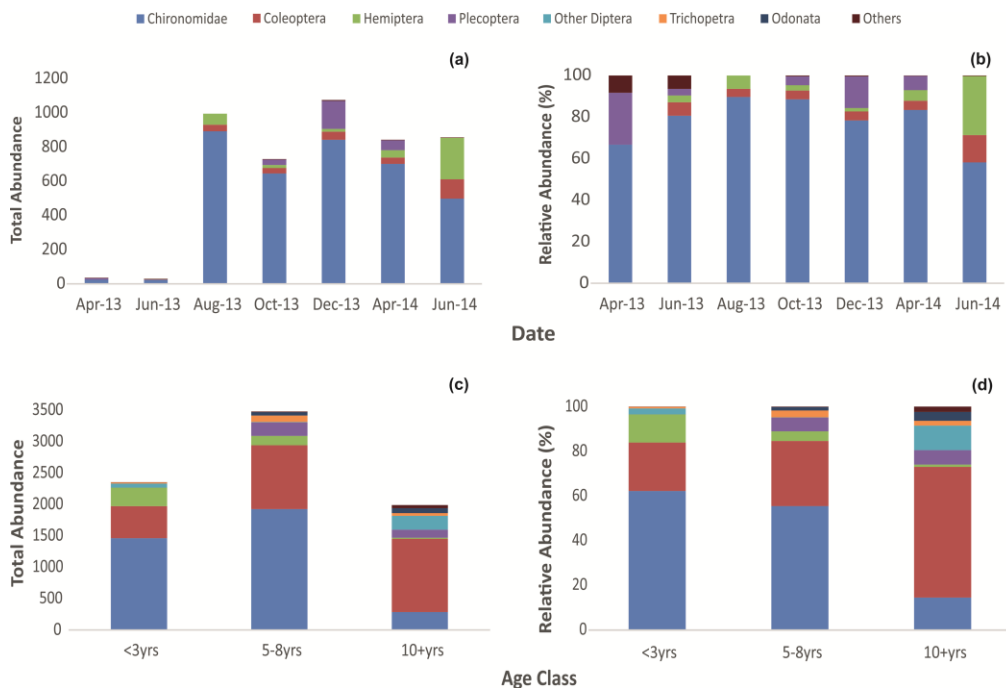 Chironomidae Coleoptera Hemiptera Plecoptera Other Diptera Trichopetra Odonata Others
(a)
Total Abundance
1200
1000
800
600
400
200
0
Apr-13 Jun-13 Aug-13 Oct-13 Dec-13 Apr-14 Jun-14
(b)
Relative Abundance (%)
100
80
60
40
20
0
Apr-13 Jun-13 Aug-13 Oct-13 Dec-13 Apr-14 Jun-14
Date
(c)
Total Abundance
3500
3000
2500
2000
1500
1000
500
0
<3yrs 5-8yrs 10+yrs
(d)
Relative Abundance (%)
100
80
60
40
20
0
<3yrs 5-8yrs 10+yrs
Age Class